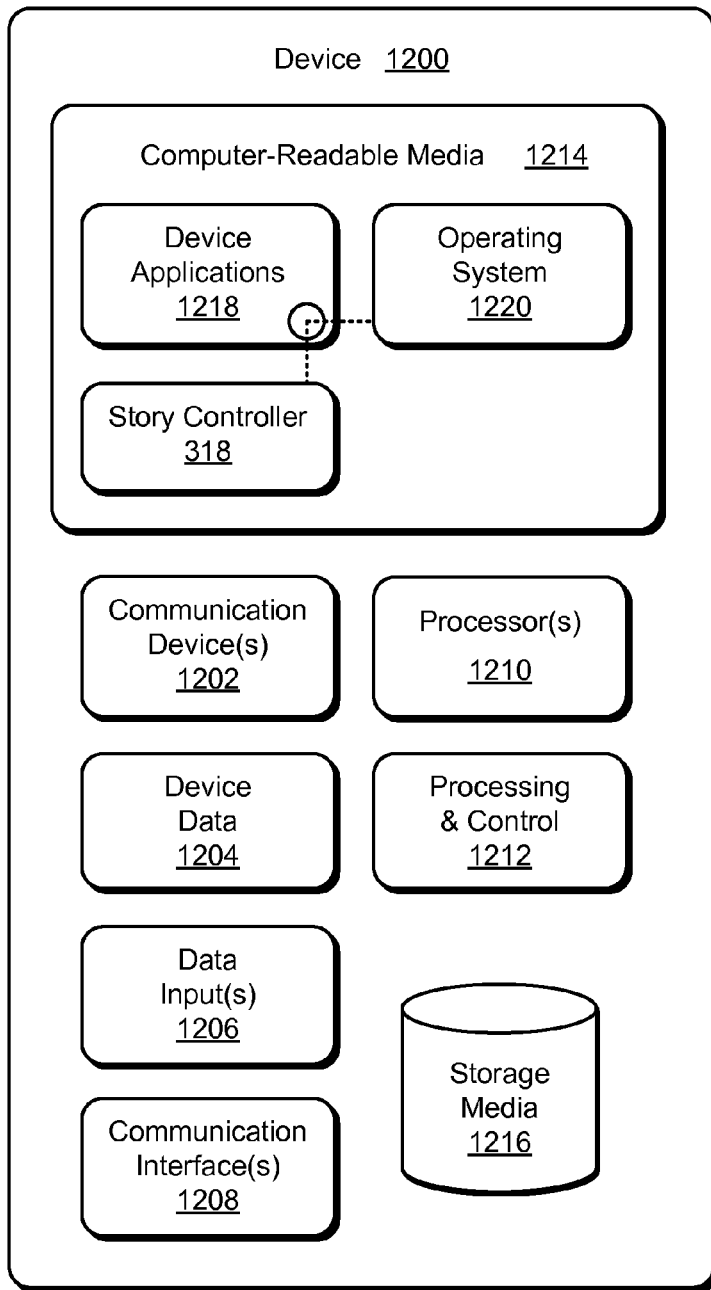 Device 1200
Computer-Readable Media 1214
Device
Applications
1218
Operating
System
1220
Story Controller
318
Communication
Device(s)
1202
Processor(s)
1210
Device
Data
1204
Processing
& Control
1212
Data
Input(s)
1206
Storage
Media
1216
Communication
Interface(s)
1208